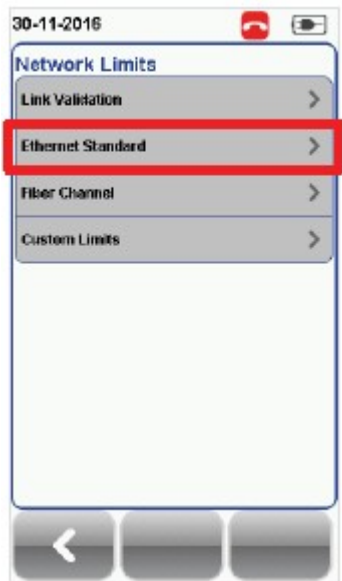 30-11-2016
Network Limits
Link Validation
Ethernet Standard
Fiber Channel
Custom Limits